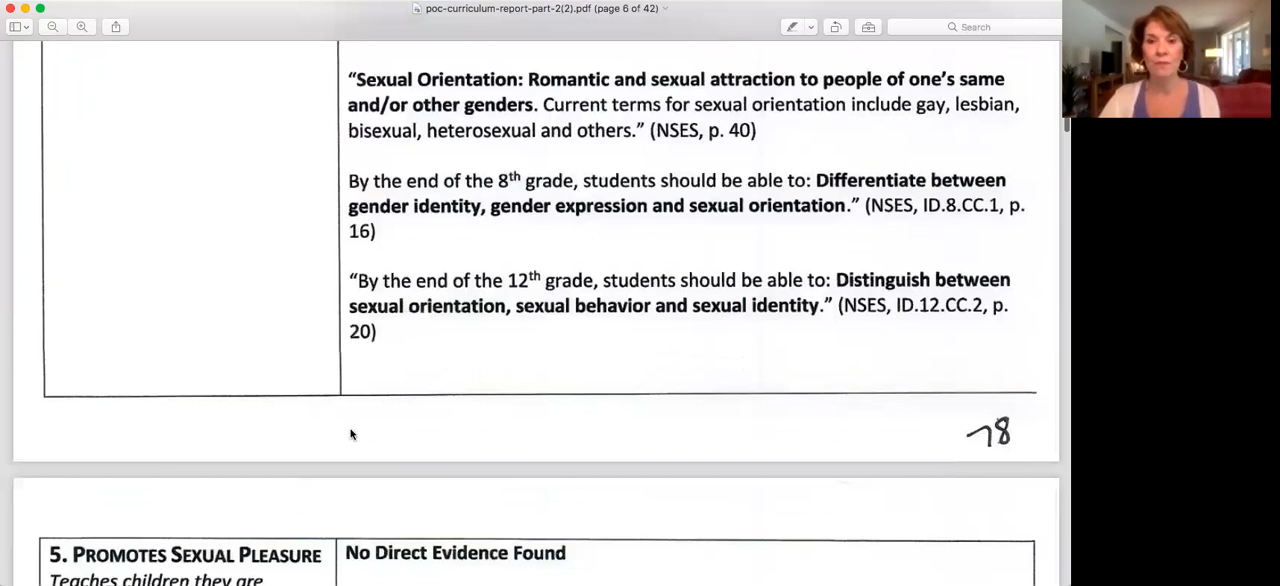 poc-curriculum-report-part-2(2).pdf (page 6 of 42)
Search
“Sexual Orientation: Romantic and sexual attraction to people of one’s same
and/or other genders. Current terms for sexual orientation include gay, lesbian,
bisexual, heterosexual and others.” (NSES, p. 40)
By the end of the 8th grade, students should be able to: Differentiate between
gender identity, gender expression and sexual orientation.” (NSES, ID.8.CC.1, p.
16)
“By the end of the 12th grade, students should be able to: Distinguish between
sexual orientation, sexual behavior and sexual identity.” (NSES, ID.12.CC.2, p.
20)
78
5. PROMOTES SEXUAL PLEASURE
Teaches children they are
No Direct Evidence Found